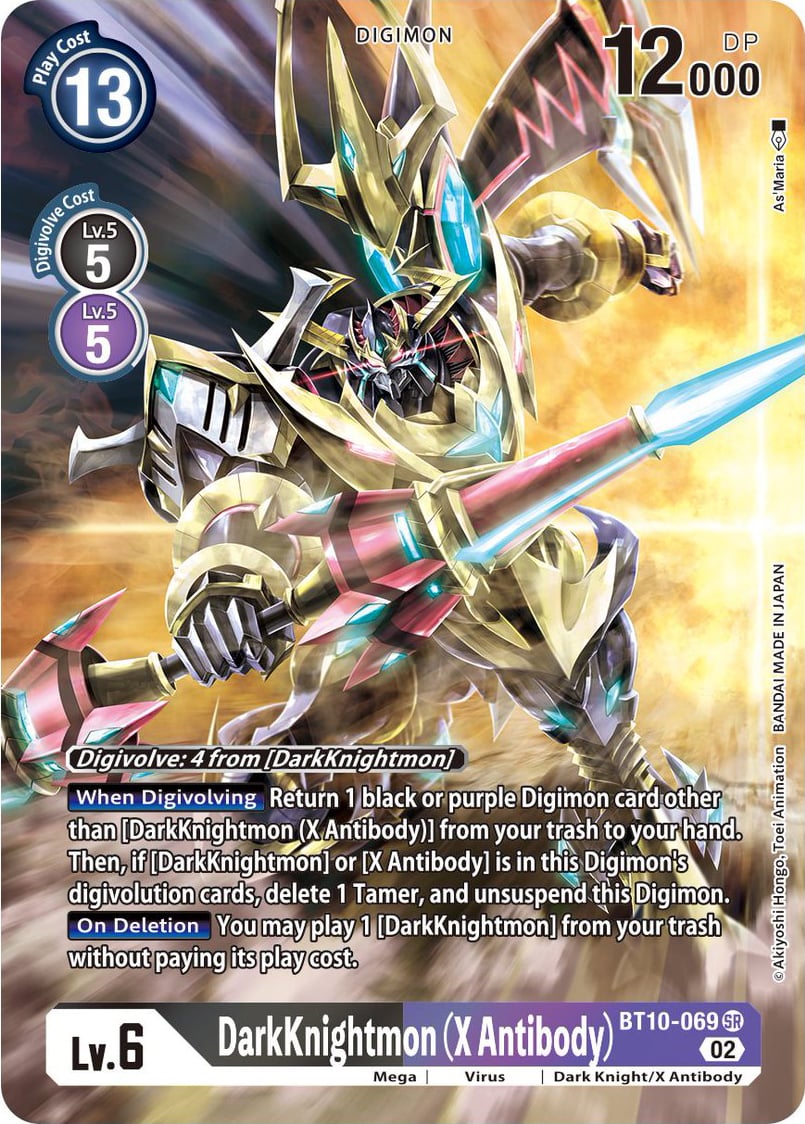 DIGIMON
Play Cost
13
12000
DP
As'Maria
Digivolve Cost
Lv.5
5
Lv.5
5
Digivolve: 4 from [DarkKnightmon]
When Digivolving Return 1 black or purple Digimon card other
than [DarkKnightmon (X Antibody)] from your trash to your hand.
Then, if [DarkKnightmon] or [X Antibody] is in this Digimon's
digivolution cards, delete 1 Tamer, and unsuspend this Digimon.
On Deletion You may play 1 [DarkKnightmon] from your trash
without paying its play cost.
©Akiyoshi Hongo, Toei Animation BANDAI MADE IN JAPAN
Lv.6
DarkKnightmon (X Antibody)
BT10-069 SR
02
Mega | Virus | Dark Knight/X Antibody